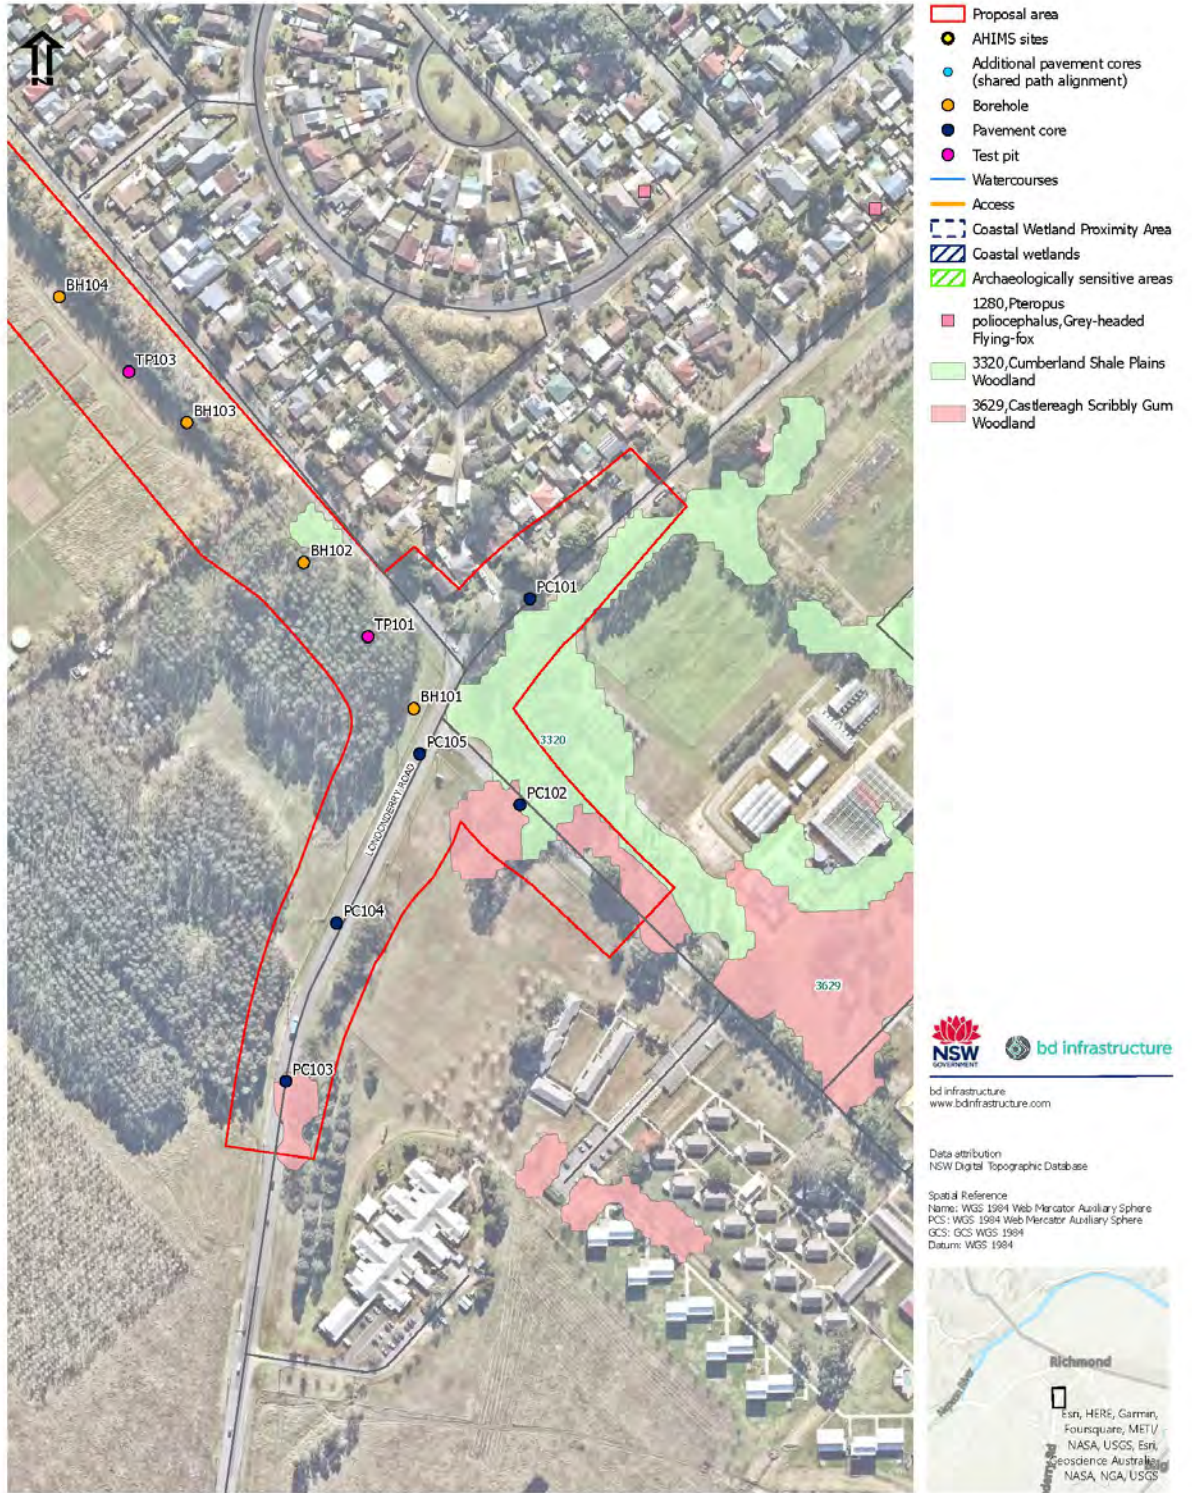 Proposal area
AHIMS sites
Additional pavement cores
(shared path alignment)
Borehole
Pavement core
Test pit
Watercourses
Access
Coastal Wetland Proximity Area
Coastal wetlands
Archaeologically sensitive areas
1280,Pteropus
poliocephalus,Grey-headed
Flying-fox
3320,Cumberland Shale Plains
Woodland
3629,Castlereagh Scribbly Gum
Woodland
N
BH104
TP103
BH103
BH102
PC101
TP101
BH101
PC105
3320
PC102
LONDONDERRY ROAD
PC104
3629
PC103
NSW
GOVERNMENT
bd infrastructure
bd infrastructure
www.bdinfrastructure.com
Data attribution
NSW Digital Topographic Database
Spatial Reference
Name: WGS 1984 Web Mercator Auxiliary Sphere
PCS: WGS 1984 Web Mercator Auxiliary Sphere
GCS: GCS WGS 1984
Datum: WGS 1984
Richmond
Nepean River
Esri, HERE, Garmin,
Foursquare, METI/
NASA, USGS, Esri,
eoscience Australia,
NASA, NGA, USGS
derry Rd